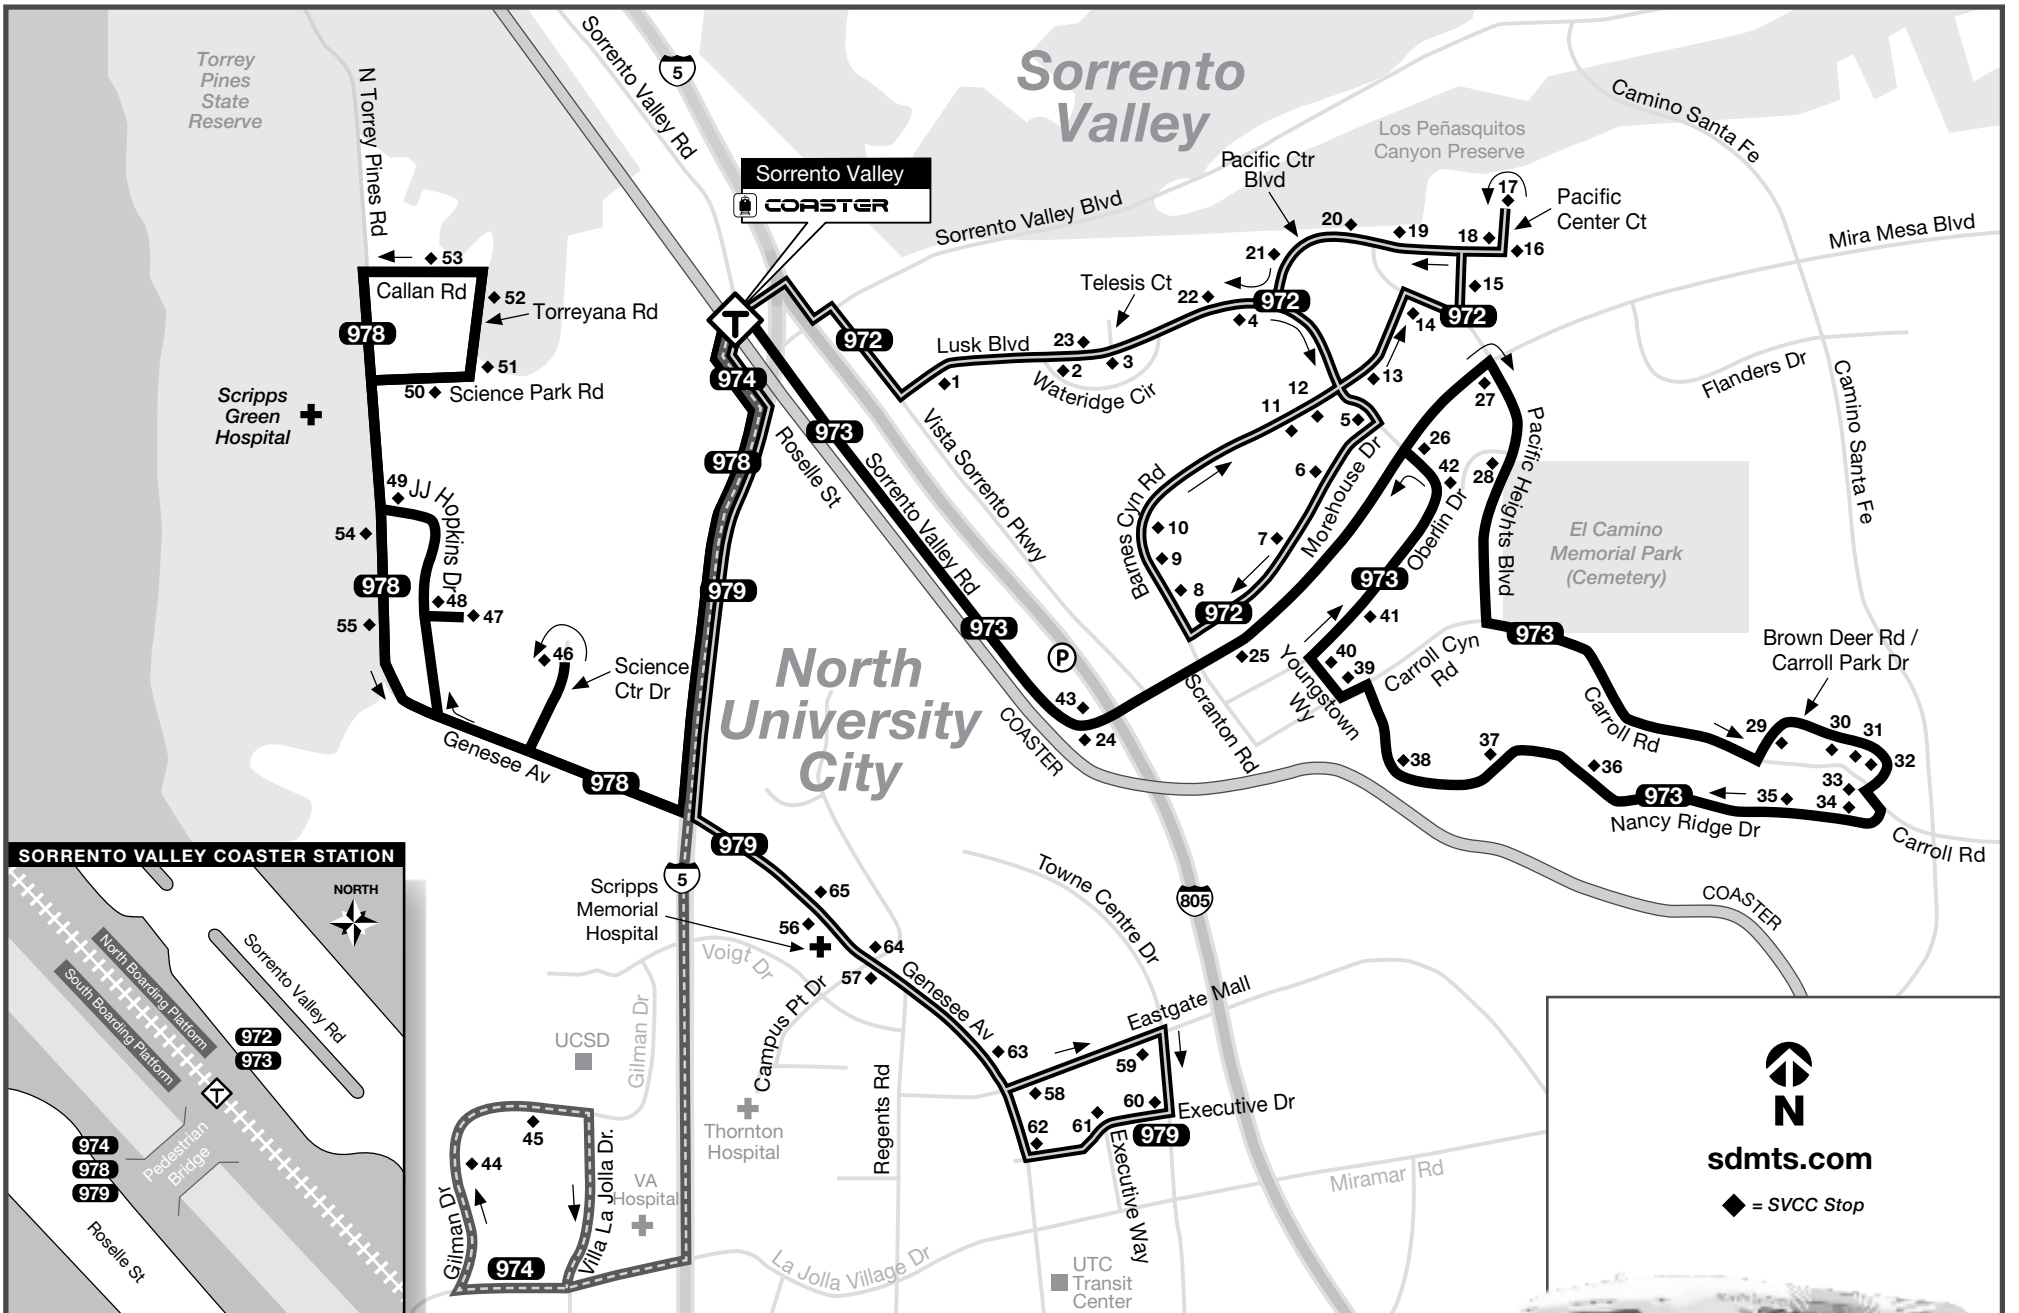 Torrey
Pines
State
Reserve
N Torrey Pines Rd
Sorrento Valley Rd
5
Sorrento
Valley
Los Peñasquitos
Canyon Preserve
Camino Santa Fe
Mira Mesa Blvd
Sorrento Valley
COASTER
Sorrento Valley Blvd
Pacific Ctr
Blvd
Pacific
Center Ct
17
20
19
18
16
21
15
22
972
4
972
14
Telesis Ct
23
Lusk Blvd
2
3
1
Wateridge Cir
972
53
Callan Rd
52
Torreyana Rd
978
51
50
Science Park Rd
Scripps
Green
Hospital
974
978
979
973
Roselle St
Sorrento Valley Rd
Vista Sorrento Pkwy
973
12
13
11
5
6
Morehouse Dr
7
Barnes Cyn Rd
10
9
8
972
27
26
42
28
Oberlin Dr
Pacific Heights Blvd
Flanders Dr
Camino Santa Fe
El Camino
Memorial Park
(Cemetery)
973
41
40
39
25
Youngstown
Wy
Carroll Cyn
Rd
973
Scranton Rd
49
JJ Hopkins Dr
54
978
48
47
55
46
Science
Ctr Dr
Genesee Av
978
North
University
City
P
43
24
COASTER
Brown Deer Rd /
Carroll Park Dr
Carroll Rd
29
30
31
32
33
34
35
36
37
38
973
Nancy Ridge Dr
Carroll Rd
COASTER
SORRENTO VALLEY COASTER STATION
NORTH
North Boarding Platform
South Boarding Platform
Sorrento Valley Rd
972
973
974
978
979
Pedestrian
Bridge
Roselle St
979
5
Scripps
Memorial
Hospital
65
56
64
57
Voigt Dr
Genesee Av
Campus Pt Dr
Towne Centre Dr
805
Eastgate Mall
UCSD
Gilman Dr
63
59
58
60
61
62
Executive Dr
979
Executive Way
Regents Rd
Thornton
Hospital
VA
Hospital
45
44
Gilman Dr
Villa La Jolla Dr.
974
La Jolla Village Dr
Miramar Rd
UTC
Transit
Center
N
sdmts.com
= SVCC Stop